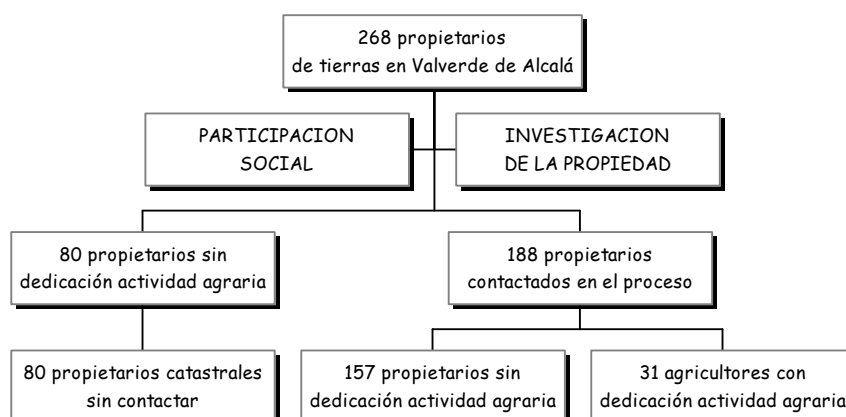 268 propietarios
de tierras en Valverde de Alcalá
PARTICIPACION
SOCIAL
INVESTIGACION
DE LA PROPIEDAD
80 propietarios sin
dedicación actividad agraria
188 propietarios
contactados en el proceso
80 propietarios catastrales
sin contactar
157 propietarios sin
dedicación actividad agraria
31 agricultores con
dedicación actividad agraria